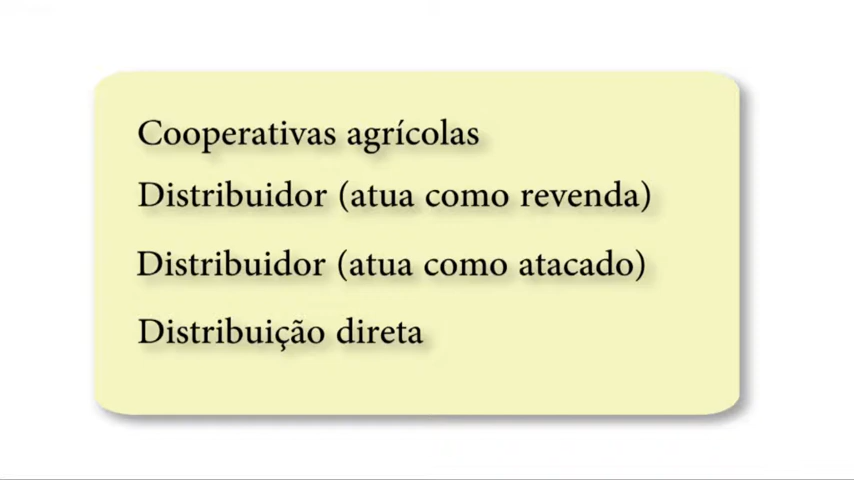 Cooperativas agrícolas
Distribuidor (atua como revenda)
Distribuidor (atua como atacado)
Distribuição direta